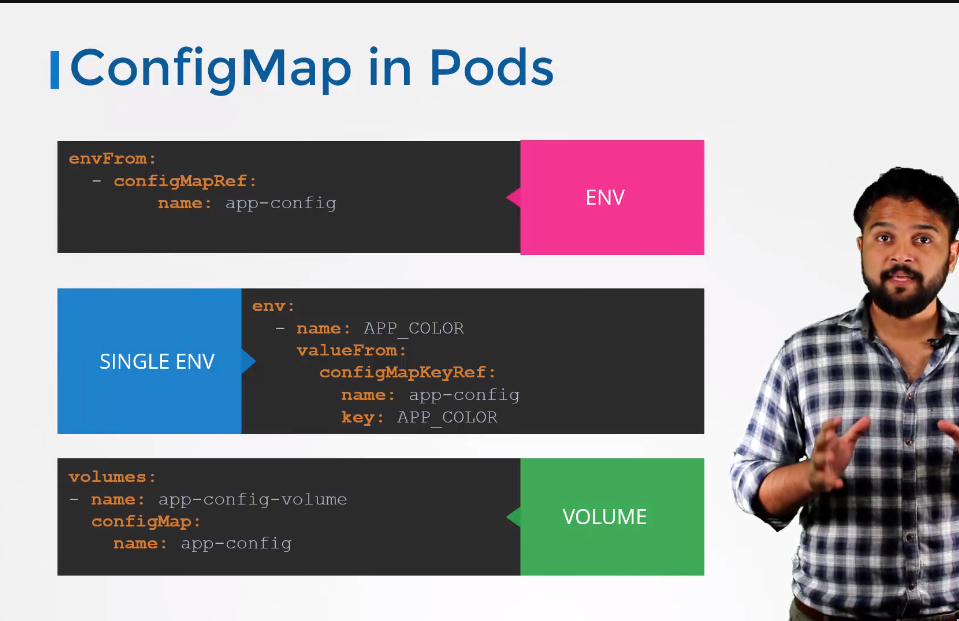 ConfigMap in Pods
envFrom:
  - configMapRef:
        name: app-config
ENV
SINGLE ENV
env:
  - name: APP_COLOR
    valueFrom:
      configMapKeyRef:
        name: app-config
        key: APP_COLOR
volumes:
- name: app-config-volume
  configMap:
    name: app-config
VOLUME